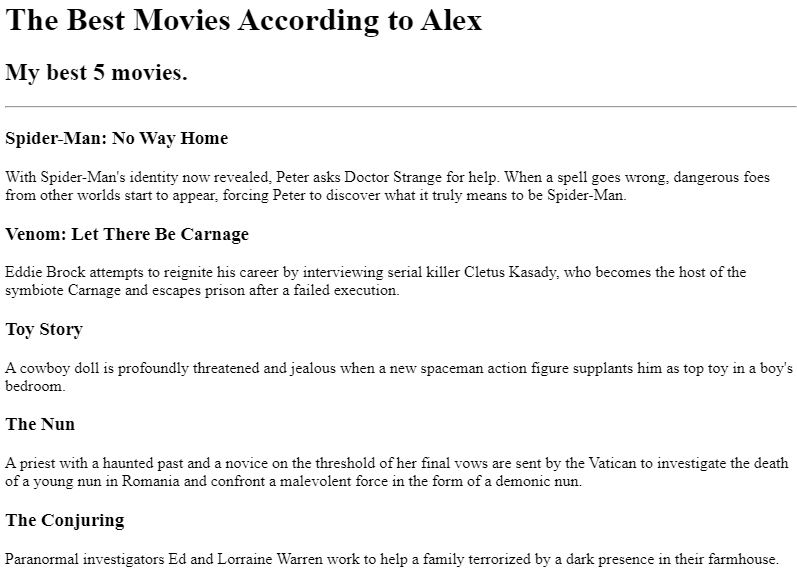 The Best Movies According to Alex
My best 5 movies.
Spider-Man: No Way Home
With Spider-Man's identity now revealed, Peter asks Doctor Strange for help. When a spell goes wrong, dangerous foes
from other worlds start to appear, forcing Peter to discover what it truly means to be Spider-Man.
Venom: Let There Be Carnage
Eddie Brock attempts to reignite his career by interviewing serial killer Cletus Kasady, who becomes the host of the
symbiote Carnage and escapes prison after a failed execution.
Toy Story
A cowboy doll is profoundly threatened and jealous when a new spaceman action figure supplants him as top toy in a boy's
bedroom.
The Nun
A priest with a haunted past and a novice on the threshold of her final vows are sent by the Vatican to investigate the death
of a young nun in Romania and confront a malevolent force in the form of a demonic nun.
The Conjuring
Paranormal investigators Ed and Lorraine Warren work to help a family terrorized by a dark presence in their farmhouse.